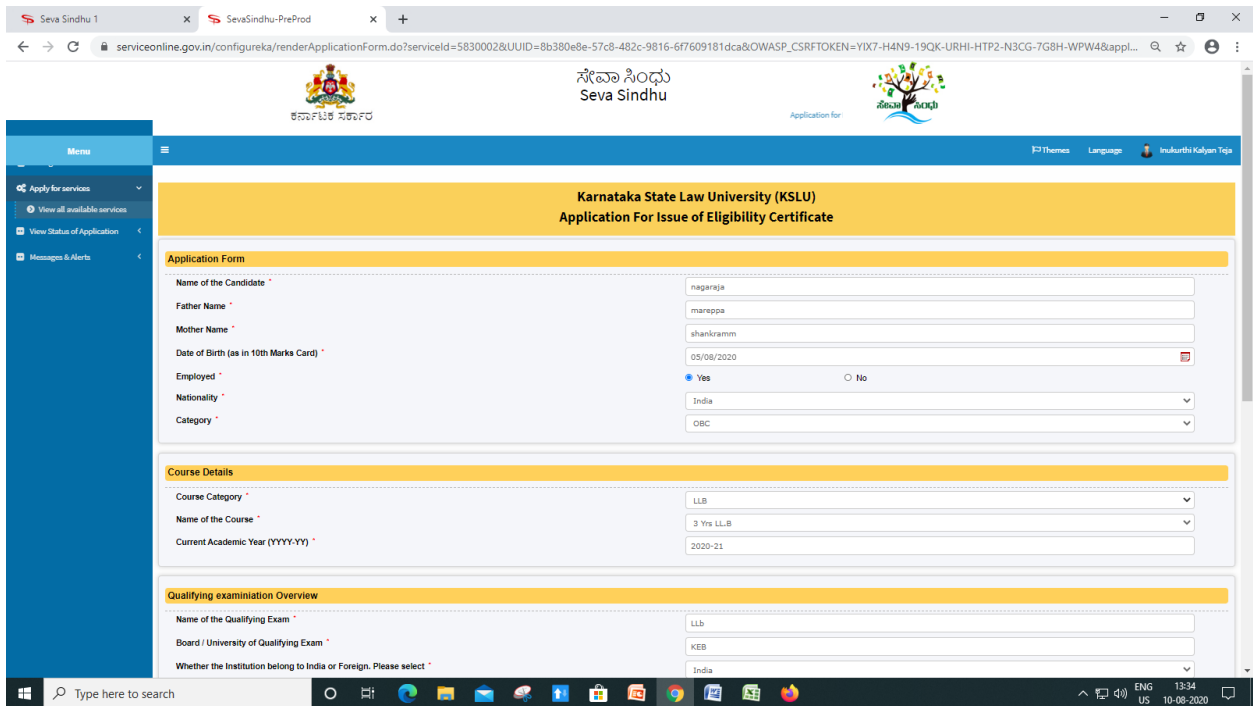 Seva Sindhu 1
SevaSindhu-PreProd
serviceonline.gov.in/configureka/renderApplicationForm.do?serviceId=5830002&UUID=8b380e8e-57c8-482c-9816-6f7609181dca&OWASP_CSRFTOKEN=YIX7-H4N9-19QK-URHI-HTP2-N3CG-7G8H-WPW4&appl...
ಕರ್ನಾಟಕ ಸರ್ಕಾರ
ಸೇವಾ ಸಿಂಧು
Seva Sindhu
Application for
ಸೇವಾ ಸಿಂಧು
Menu
Themes Language Inukurthi Kalyan Teja
Apply for services
View all available services
View Status of Application
Messages & Alerts
Karnataka State Law University (KSLU)
Application For Issue of Eligibility Certificate
Application Form
Name of the Candidate * nagaraja
Father Name * mareppa
Mother Name * shankramm
Date of Birth (as in 10th Marks Card) * 05/08/2020
Employed * Yes No
Nationality * India
Category * OBC
Course Details
Course Category * LLB
Name of the Course * 3 Yrs LL.B
Current Academic Year (YYYY-YY) * 2020-21
Qualifying examiniation Overview
Name of the Qualifying Exam * LLb
Board / University of Qualifying Exam * KEB
Whether the Institution belong to India or Foreign. Please select * India
Type here to search
ENG 13:34
US 10-08-2020